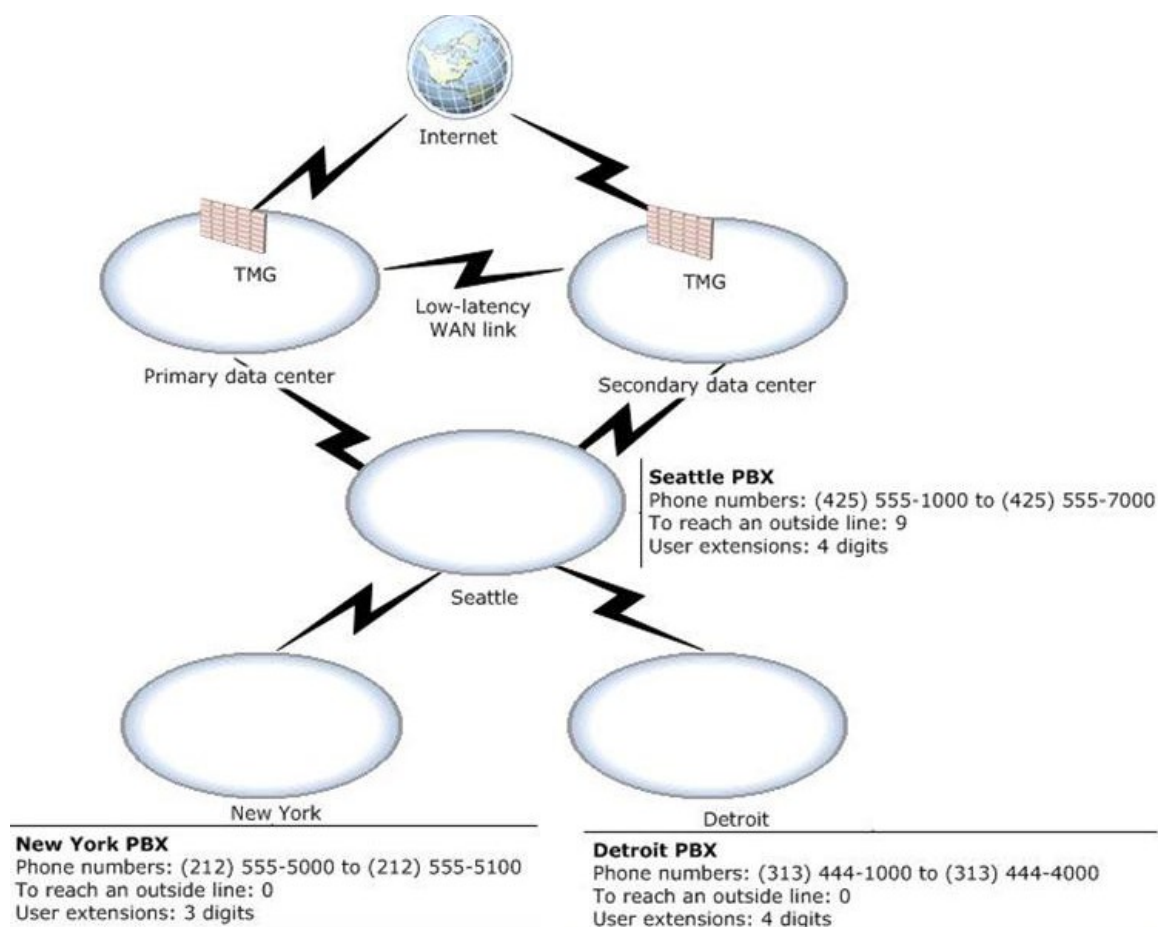 Internet
TMG
TMG
Low-latency
WAN link
Primary data center
Secondary data center
Seattle PBX
Phone numbers: (425) 555-1000 to (425) 555-7000
To reach an outside line: 9
User extensions: 4 digits
Seattle
New York
Detroit
New York PBX
Phone numbers: (212) 555-5000 to (212) 555-5100
To reach an outside line: 0
User extensions: 3 digits
Detroit PBX
Phone numbers: (313) 444-1000 to (313) 444-4000
To reach an outside line: 0
User extensions: 4 digits